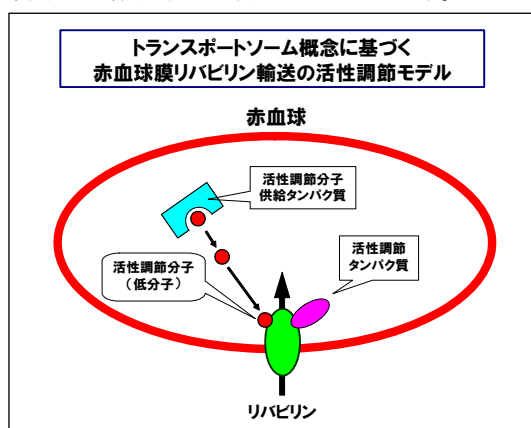 トランスポートソーム概念に基づく
赤血球膜リバビリン輸送の活性調節モデル
赤血球
活性調節分子
供給タンパク質
活性調節
タンパク質
活性調節分子
（低分子）
リバビリン